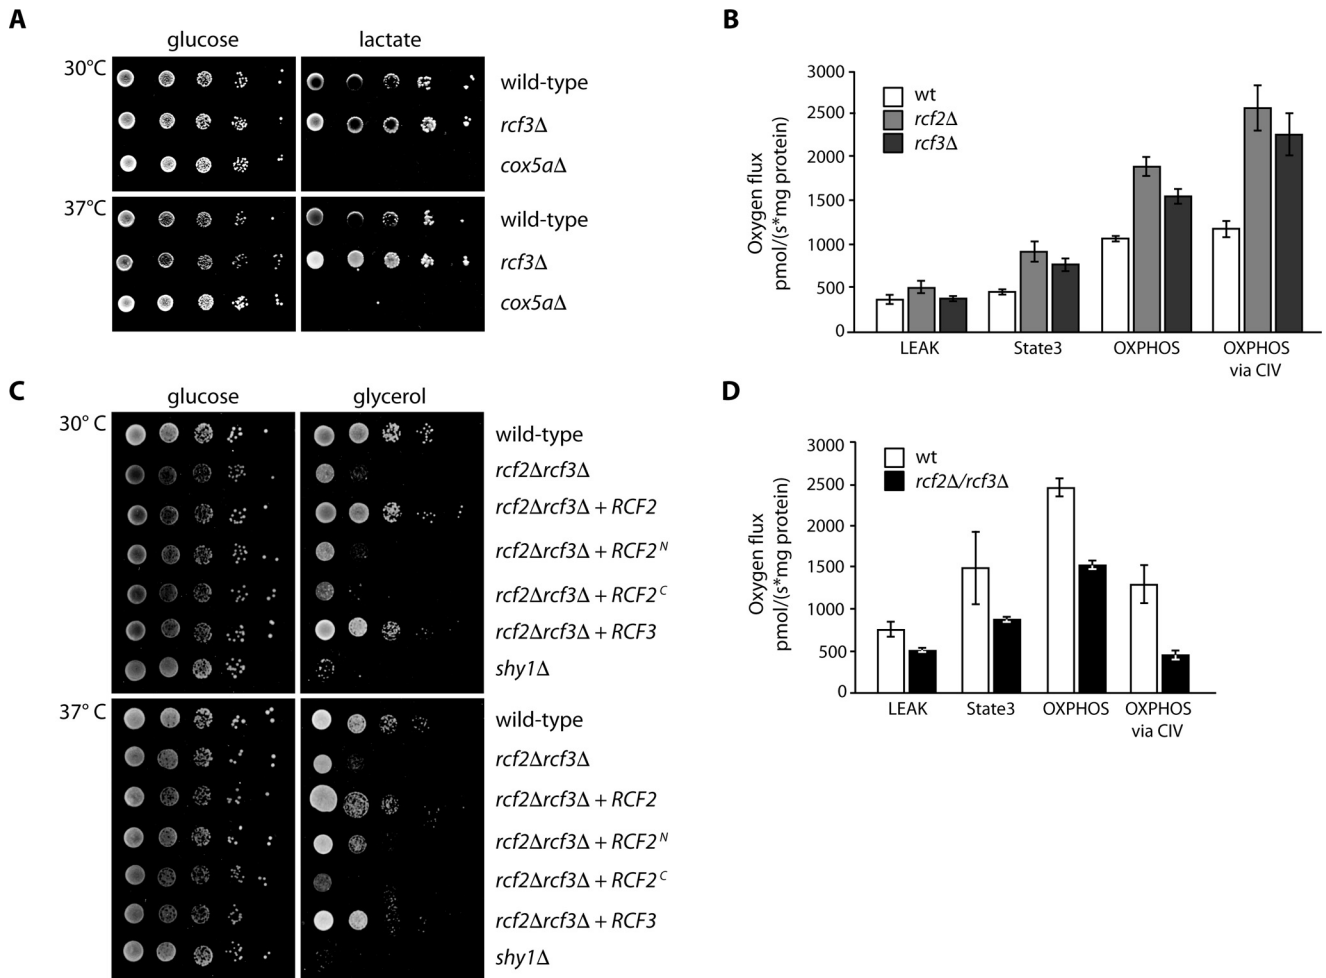 A
glucose lactate
30°C
wild-type
rcf3Δ
cox5aΔ
37°C
wild-type
rcf3Δ
cox5aΔ
B
Oxygen flux
pmol/(s*mg protein)
3000
2500
2000
1500
1000
500
0
wt
rcf2Δ
rcf3Δ
LEAK State3 OXPHOS OXPHOS
via CIV
C
glucose glycerol
30° C
wild-type
rcf2Δrcf3Δ
rcf2Δrcf3Δ + RCF2
rcf2Δrcf3Δ + RCF2 N
rcf2Δrcf3Δ + RCF2 C
rcf2Δrcf3Δ + RCF3
shy1Δ
37° C
wild-type
rcf2Δrcf3Δ
rcf2Δrcf3Δ + RCF2
rcf2Δrcf3Δ + RCF2 N
rcf2Δrcf3Δ + RCF2 C
rcf2Δrcf3Δ + RCF3
shy1Δ
D
Oxygen flux
pmol/(s*mg protein)
3000
2500
2000
1500
1000
500
0
wt
rcf2Δ/rcf3Δ
LEAK State3 OXPHOS OXPHOS
via CIV